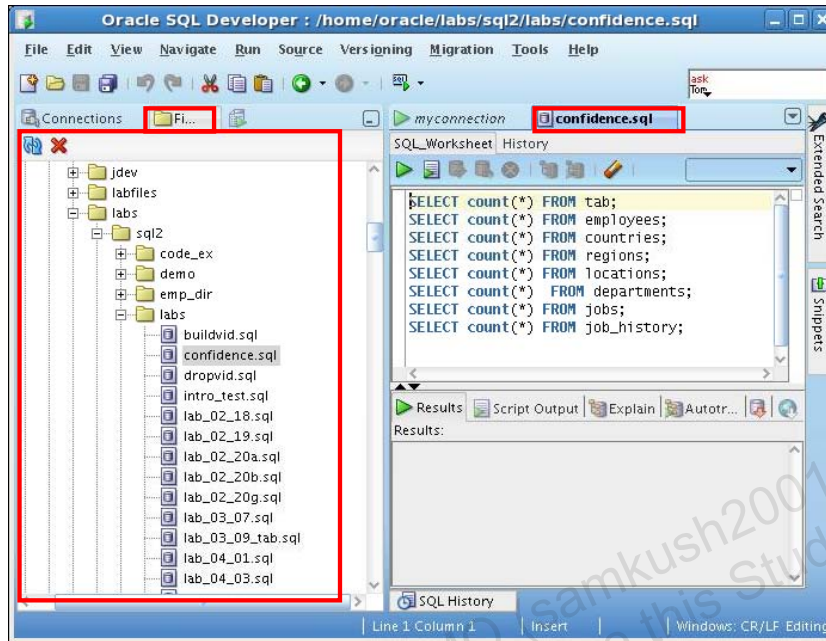 Oracle SQL Developer : /home/oracle/labs/sql2/labs/confidence.sql
File Edit View Navigate Run Source Versioning Migration Tools Help
ask
Tom
Connections Fi...
myconnection confidence.sql
SQL_Worksheet History
SELECT count(*) FROM tab;
SELECT count(*) FROM employees;
SELECT count(*) FROM countries;
SELECT count(*) FROM regions;
SELECT count(*) FROM locations;
SELECT count(*) FROM departments;
SELECT count(*) FROM jobs;
SELECT count(*) FROM job_history;
jdev
labfiles
labs
sql2
code_ex
demo
emp_dir
labs
buildvid.sql
confidence.sql
dropvid.sql
intro_test.sql
lab_02_18.sql
lab_02_19.sql
lab_02_20a.sql
lab_02_20b.sql
lab_02_20g.sql
lab_03_07.sql
lab_03_09_tab.sql
lab_04_01.sql
lab_04_03.sql
Results Script Output Explain Autotr...
Results:
SQL History
Extended Search
Snippets
Line 1 Column 1 Insert Windows: CR/LF Editing
(samkush2001
this Stud